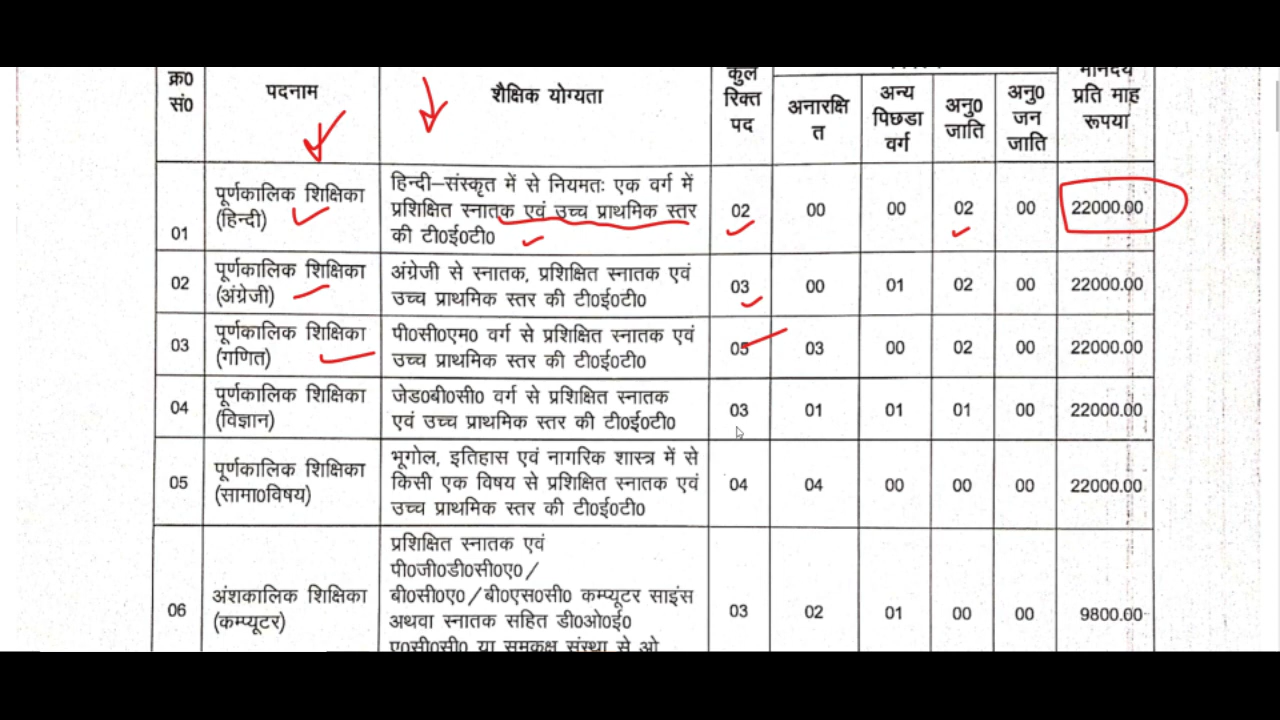 क्र0 सं0
पदनाम
शैक्षिक योग्यता
कुल रिक्त पद
अनारक्षित
अन्य पिछडा वर्ग
अनु0 जाति
अनु0 जन जाति
मानदेय प्रति माह रूपया
01
पूर्णकालिक शिक्षिका
(हिन्दी)
हिन्दी–संस्कृत में से नियमतः एक वर्ग में
प्रशिक्षित स्नातक एवं उच्च प्राथमिक स्तर
की टी0ई0टी0
02 00 00 02 00 22000.00
02
पूर्णकालिक शिक्षिका
(अंग्रेजी)
अंग्रेजी से स्नातक, प्रशिक्षित स्नातक एवं
उच्च प्राथमिक स्तर की टी0ई0टी0
03 00 01 02 00 22000.00
03
पूर्णकालिक शिक्षिका
(गणित)
पी0सी0एम0 वर्ग से प्रशिक्षित स्नातक एवं
उच्च प्राथमिक स्तर की टी0ई0टी0
05 03 00 02 00 22000.00
04
पूर्णकालिक शिक्षिका
(विज्ञान)
जेड0बी0सी0 वर्ग से प्रशिक्षित स्नातक
एवं उच्च प्राथमिक स्तर की टी0ई0टी0
03 01 01 01 00 22000.00
05
पूर्णकालिक शिक्षिका
(सामा0विषय)
भूगोल, इतिहास एवं नागरिक शास्त्र में से
किसी एक विषय से प्रशिक्षित स्नातक एवं
उच्च प्राथमिक स्तर की टी0ई0टी0
04 04 00 00 00 22000.00
06
अंशकालिक शिक्षिका
(कम्प्यूटर)
प्रशिक्षित स्नातक एवं
पी0जी0डी0सी0ए0/
बी0सी0ए0/बी0एस0सी0 कम्प्यूटर साइंस
अथवा स्नातक सहित डी0ओ0ई0
ए0सी0सी0 या समकक्ष संस्था से ओ
03 02 01 00 00 9800.00